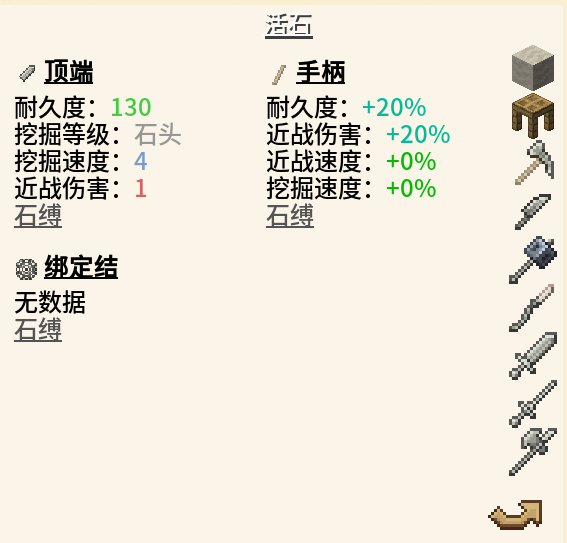 活石
顶端
耐久度：130
挖掘等级：石头
挖掘速度：4
近战伤害：1
石缚
手柄
耐久度：+20%
近战伤害：+20%
近战速度：+0%
挖掘速度：+0%
石缚
绑定结
无数据
石缚